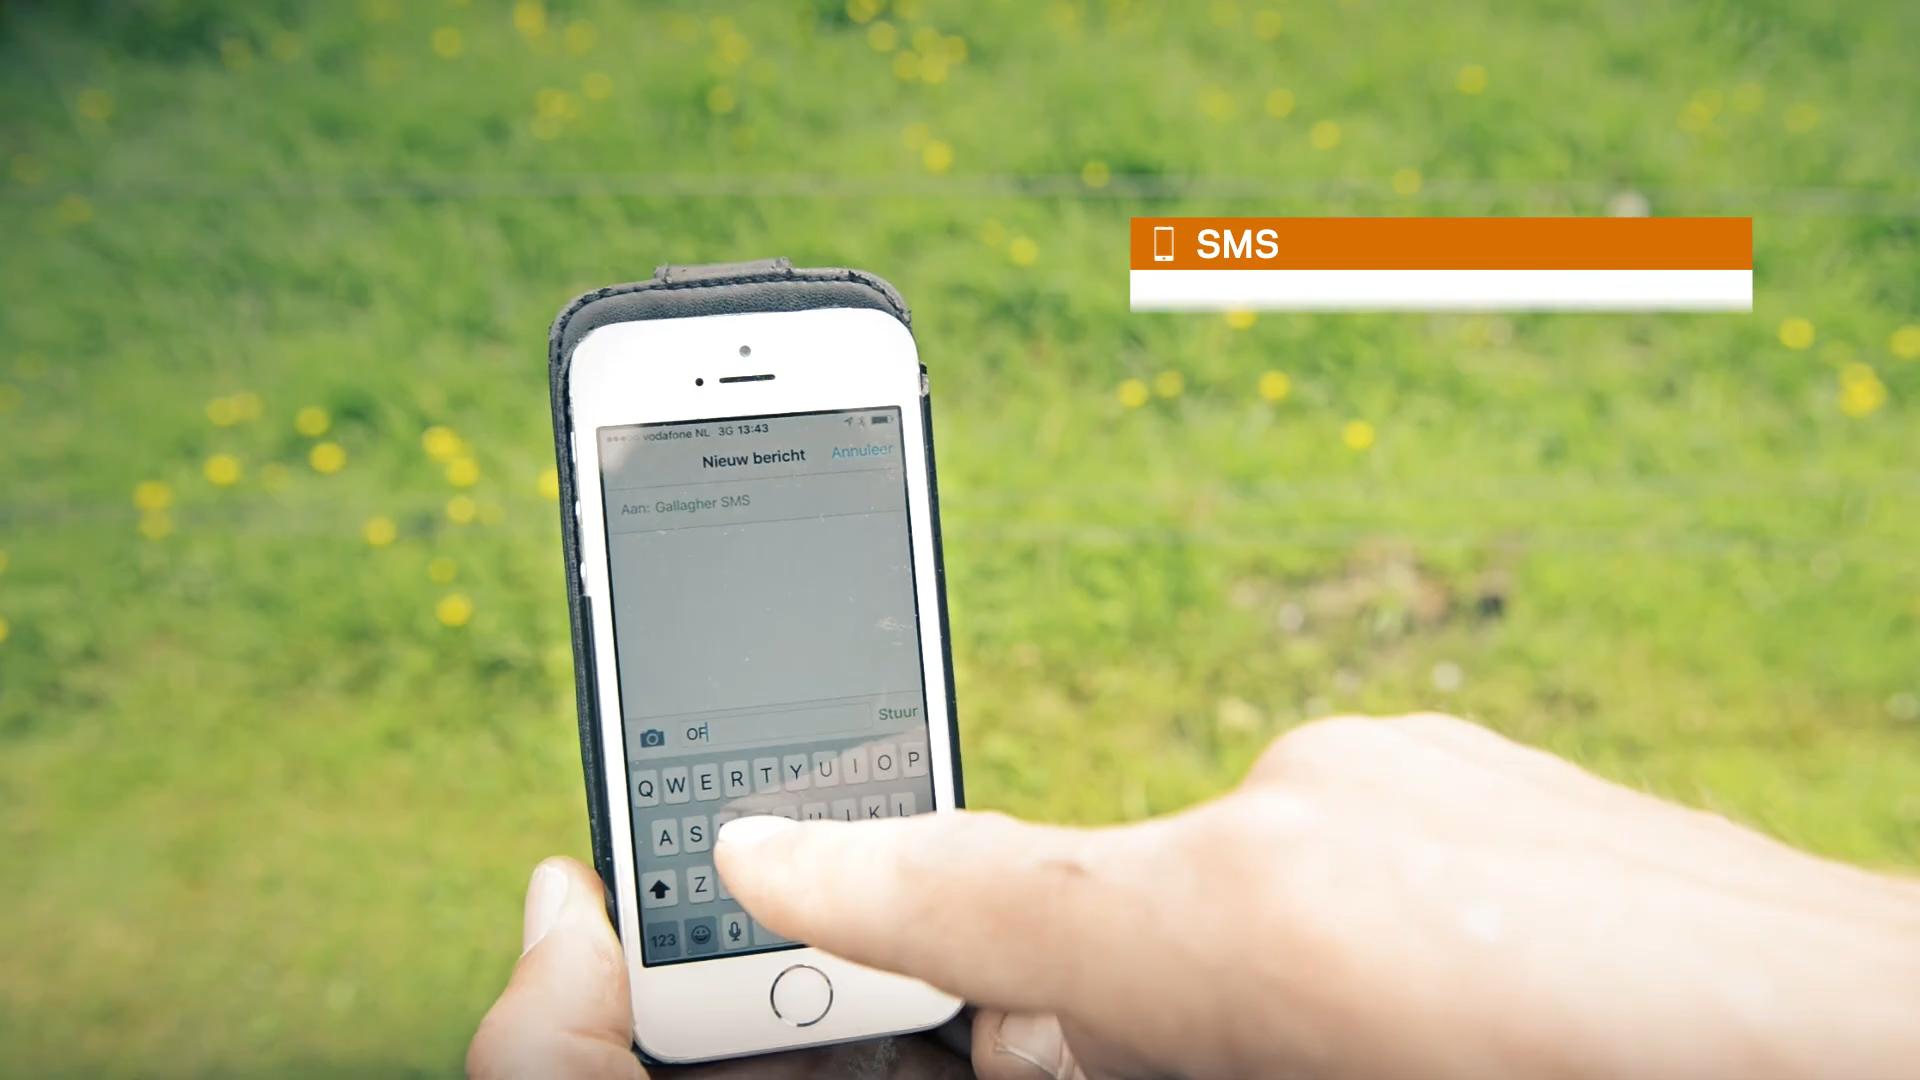 SMS
vodafone NL 3G 13:43
Nieuw bericht Annuleer
Aan: Gallagher SMS
OF Stuur
Q W E R T Y U I O P
A S J K L
Z
123